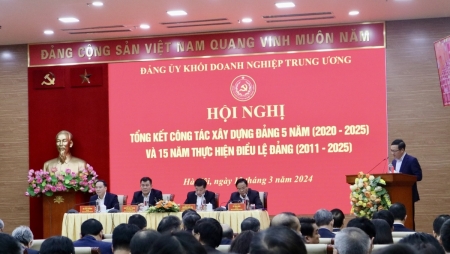 ĐẢNG CỘNG SẢN VIỆT NAM QUANG VINH MUÔN NĂM
ĐẢNG ỦY KHỐI DOANH NGHIỆP TRUNG ƯƠNG
HỘI NGHỊ
TỔNG KẾT CÔNG TÁC XÂY DỰNG ĐẢNG 5 NĂM (2020 - 2025)
VÀ 15 NĂM THỰC HIỆN ĐIỀU LỆ ĐẢNG (2011 - 2025)
Hà Nội, ngày tháng 3 năm 2024